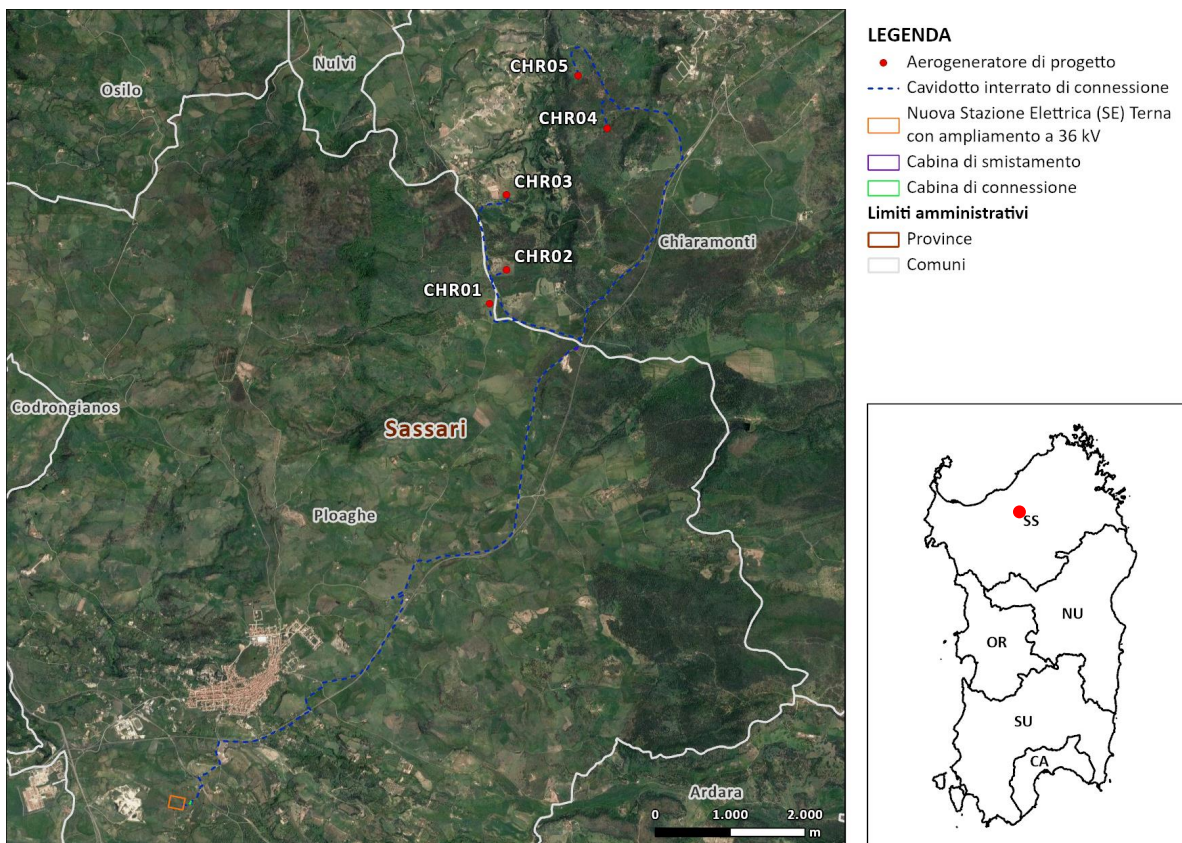 Osilo
Nulvi
CHR05
CHR04
CHR03
Chiaramonti
CHR02
CHR01
Codrongianos
Sassari
Ploaghe
Ardara
0 1.000 2.000
m
LEGENDA
Aerogeneratore di progetto
Cavidotto interrato di connessione
Nuova Stazione Elettrica (SE) Terna
con ampliamento a 36 kV
Cabina di smistamento
Cabina di connessione
Limiti amministrativi
Province
Comuni
SS
NU
OR
SU
CA